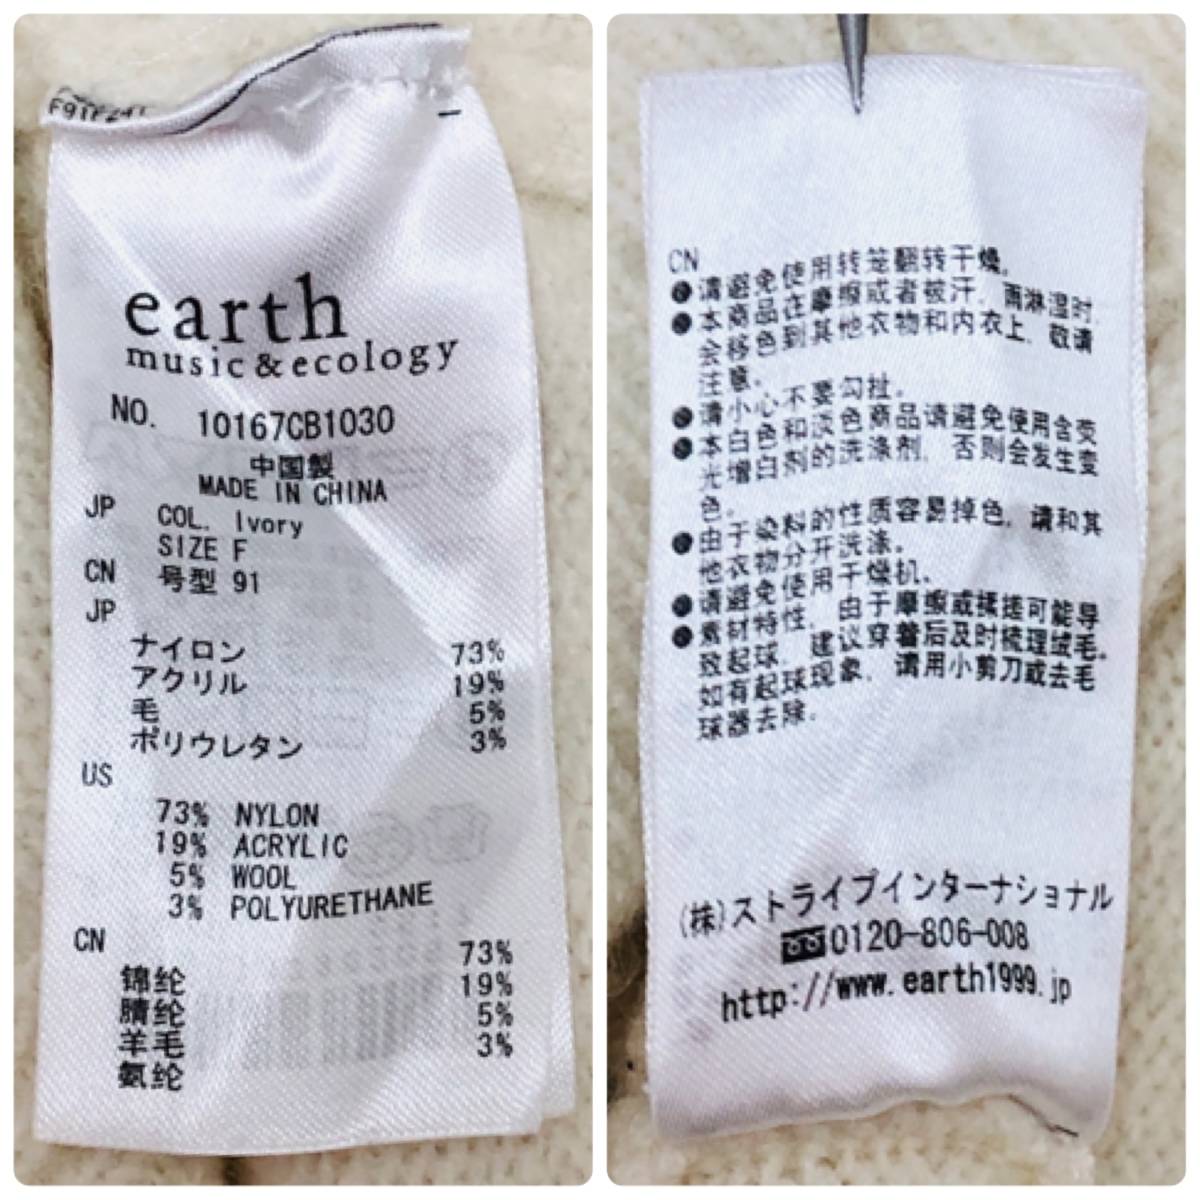 earth
music&ecology
NO. 10167CB1030
中国製
MADE IN CHINA
JP COL. Ivory
SIZE F
CN 号型 91
JP
ナイロン 73%
アクリル 19%
毛 5%
ポリウレタン 3%
US
73% NYLON
19% ACRYLIC
5% WOOL
3% POLYURETHANE
CN
锦纶 73%
腈纶 19%
羊毛 5%
氨纶 3%
CN
●请避免使用转笼翻转干燥。
●本商品在摩擦或者被汗、雨淋湿时，
会移色到其他衣物和内衣上，敬请
注意。
●请小心不要勾扯。
●本白色和淡色商品请避免使用含荧
光增白剂的洗涤剂，否则会发生变
色。
●由于染料的性质容易掉色，请和其
他衣物分开洗涤。
●请避免使用干燥机。
●素材特性，由于摩擦或揉搓可能导
致起球，建议穿着后及时梳理绒毛。
如有起球现象，请用小剪刀或去毛
球器去除。
(株)ストライプインターナショナル
0120-806-008
http://www.earth1999.jp